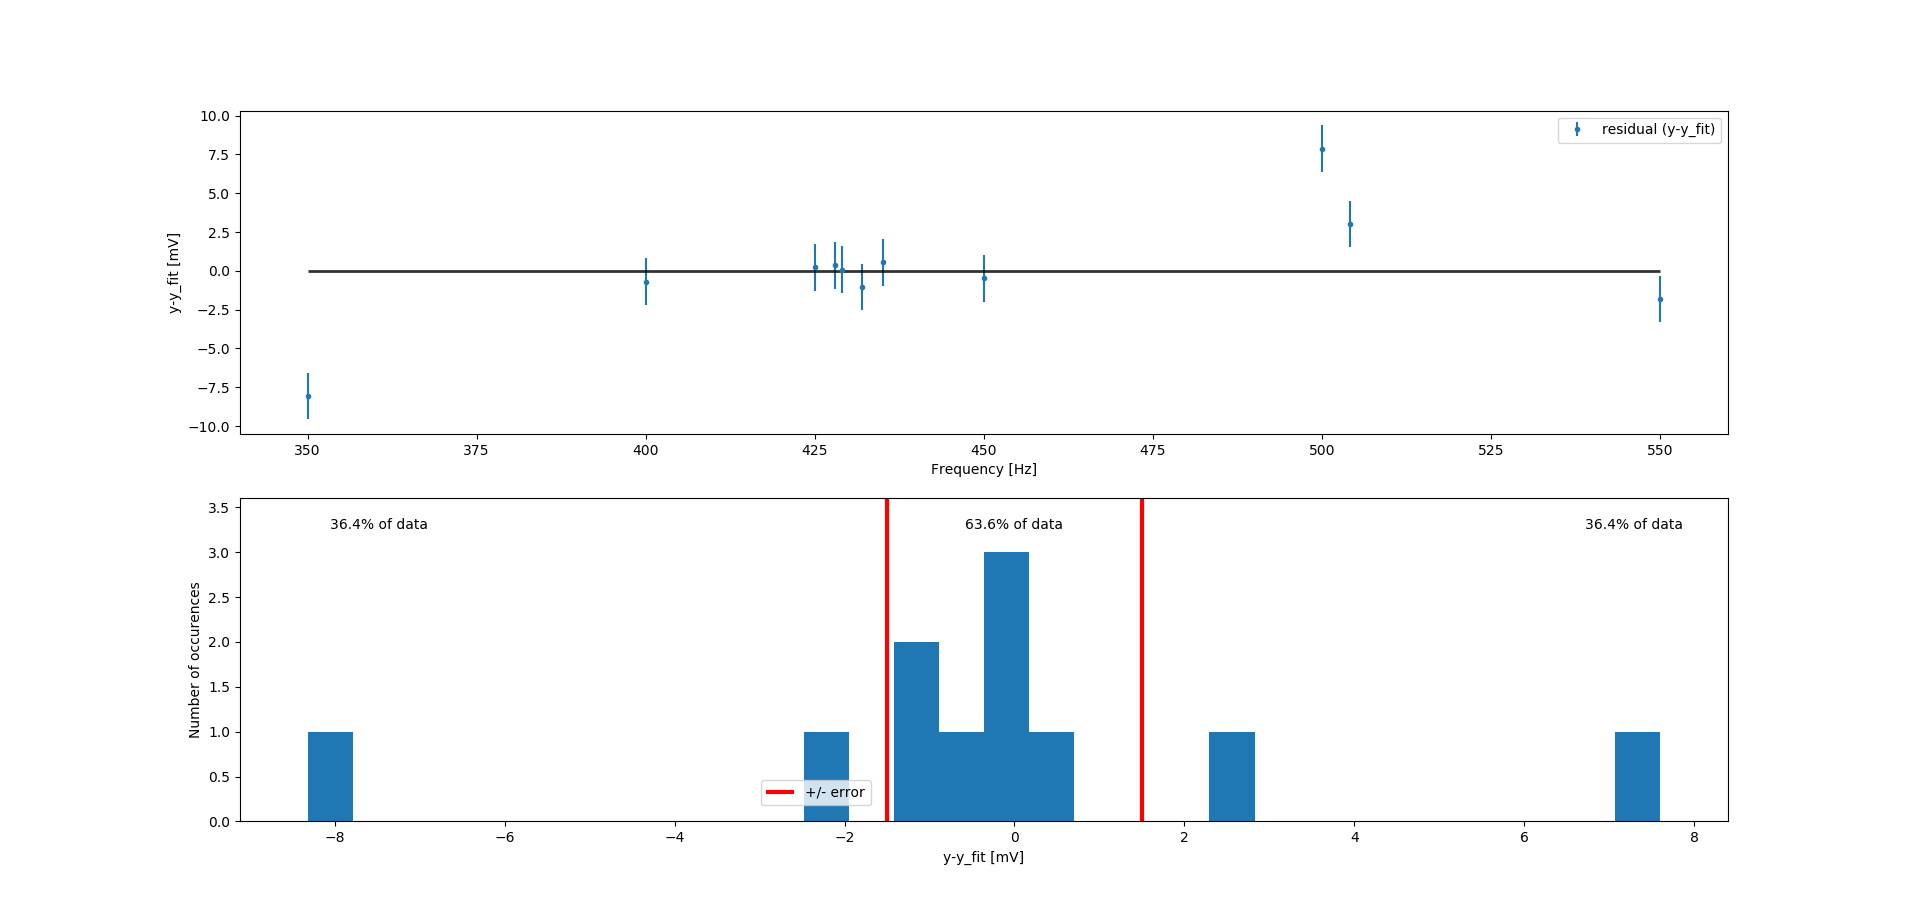 10.0
7.5
5.0
2.5
0.0
−2.5
−5.0
−7.5
−10.0
y-y_fit [mV]
residual (y-y_fit)
350 375 400 425 450 475 500 525 550
Frequency [Hz]
3.5
3.0
2.5
2.0
1.5
1.0
0.5
0.0
Number of occurences
36.4% of data 63.6% of data 36.4% of data
+/- error
−8 −6 −4 −2 0 2 4 6 8
y-y_fit [mV]